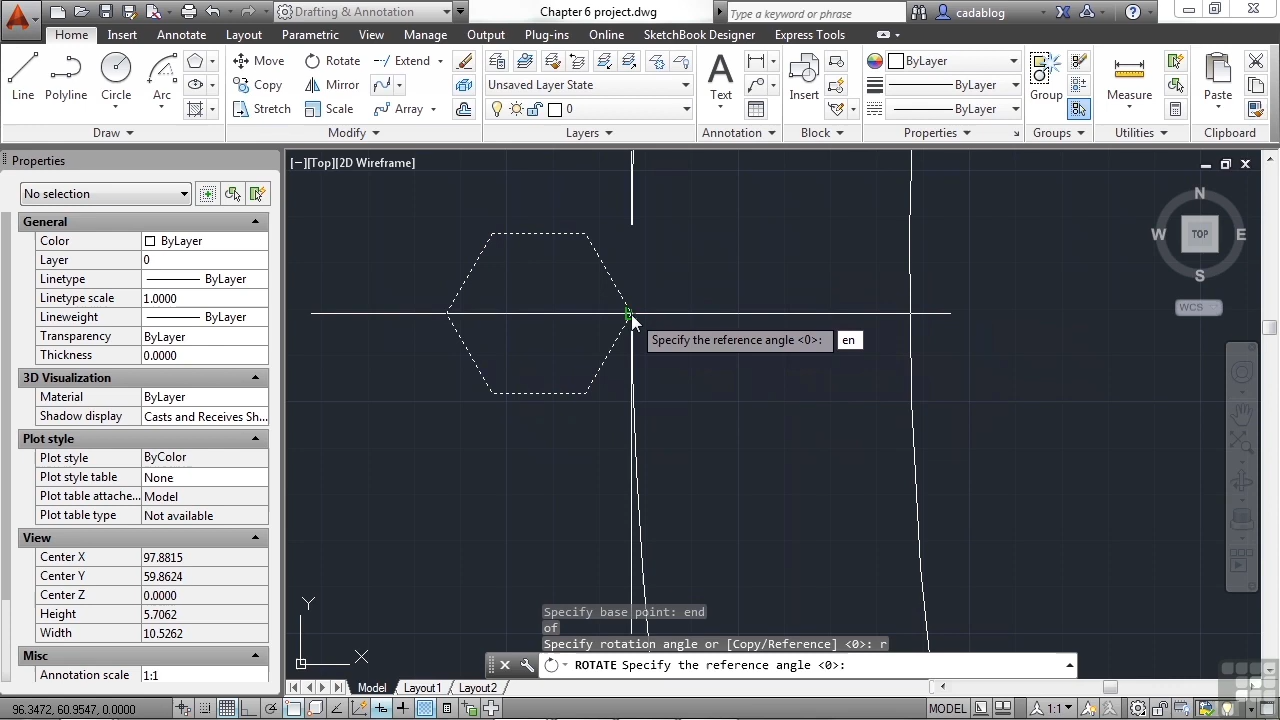 Drafting & Annotation
Chapter 6 project.dwg
Type a keyword or phrase
cadablog
Home Insert Annotate Layout Parametric View Manage Output Plug-ins Online SketchBook Designer Express Tools
Line Polyline Circle Arc
Move Rotate Extend
Copy Mirror
Stretch Scale Array
Unsaved Layer State
0
Text
Insert
ByLayer
ByLayer
ByLayer
Group
Measure
Paste
Draw Modify Layers Annotation Block Properties Groups Utilities Clipboard
Properties
No selection
General
Color ByLayer
Layer 0
Linetype ByLayer
Linetype scale 1.0000
Lineweight ByLayer
Transparency ByLayer
Thickness 0.0000
3D Visualization
Material ByLayer
Shadow display Casts and Receives Sh...
Plot style
Plot style ByColor
Plot style table None
Plot table attache... Model
Plot table type Not available
View
Center X 97.8815
Center Y 59.8624
Center Z 0.0000
Height 5.7062
Width 10.5262
Misc
Annotation scale 1:1
[−][Top][2D Wireframe]
N
W TOP E
S
WCS
Specify the reference angle <0>: en
Y
X
Specify base point: end
of
Specify rotation angle or [Copy/Reference] <0>: r
ROTATE Specify the reference angle <0>:
Model Layout1 Layout2
96.3472, 60.9547, 0.0000
MODEL
1:1